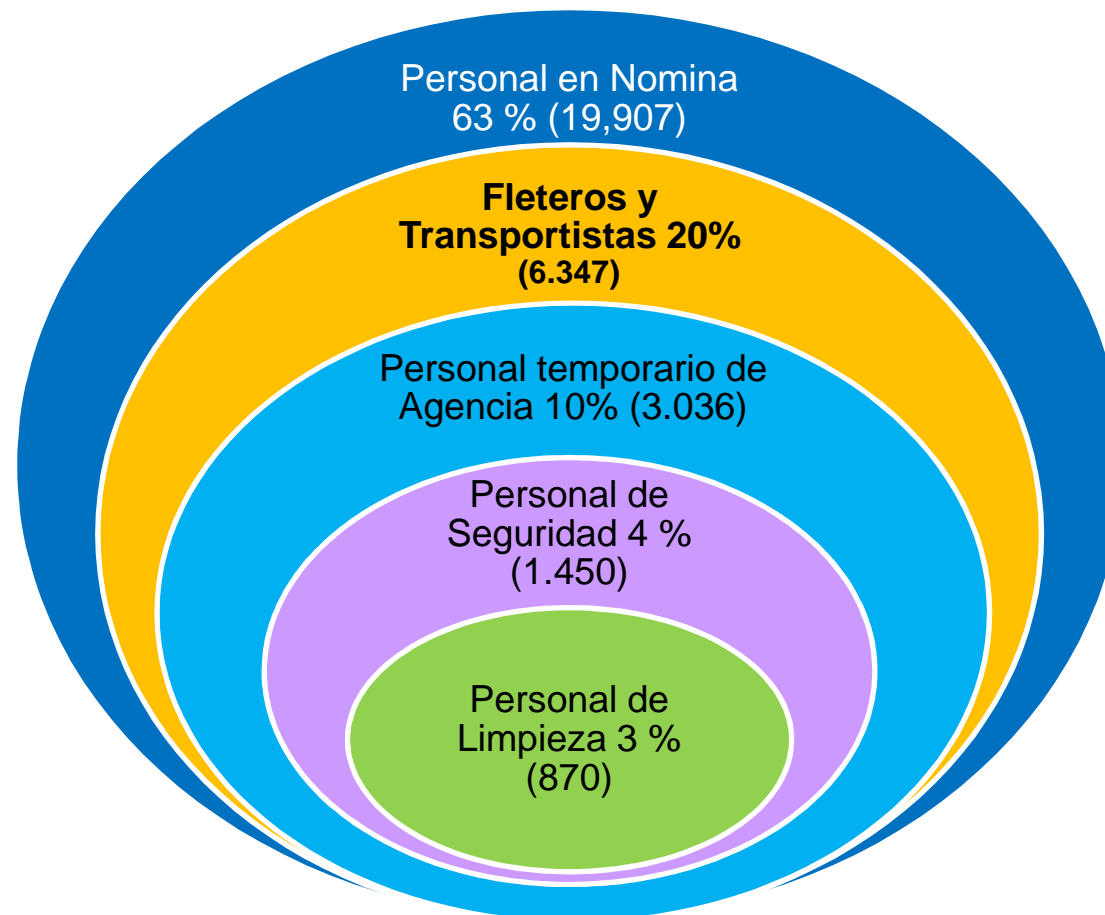 Personal en Nomina
63 % (19,907)
Fleteros y
Transportistas 20%
(6.347)
Personal temporario de
Agencia 10% (3.036)
Personal de
Seguridad 4 %
(1.450)
Personal de
Limpieza 3 %
(870)